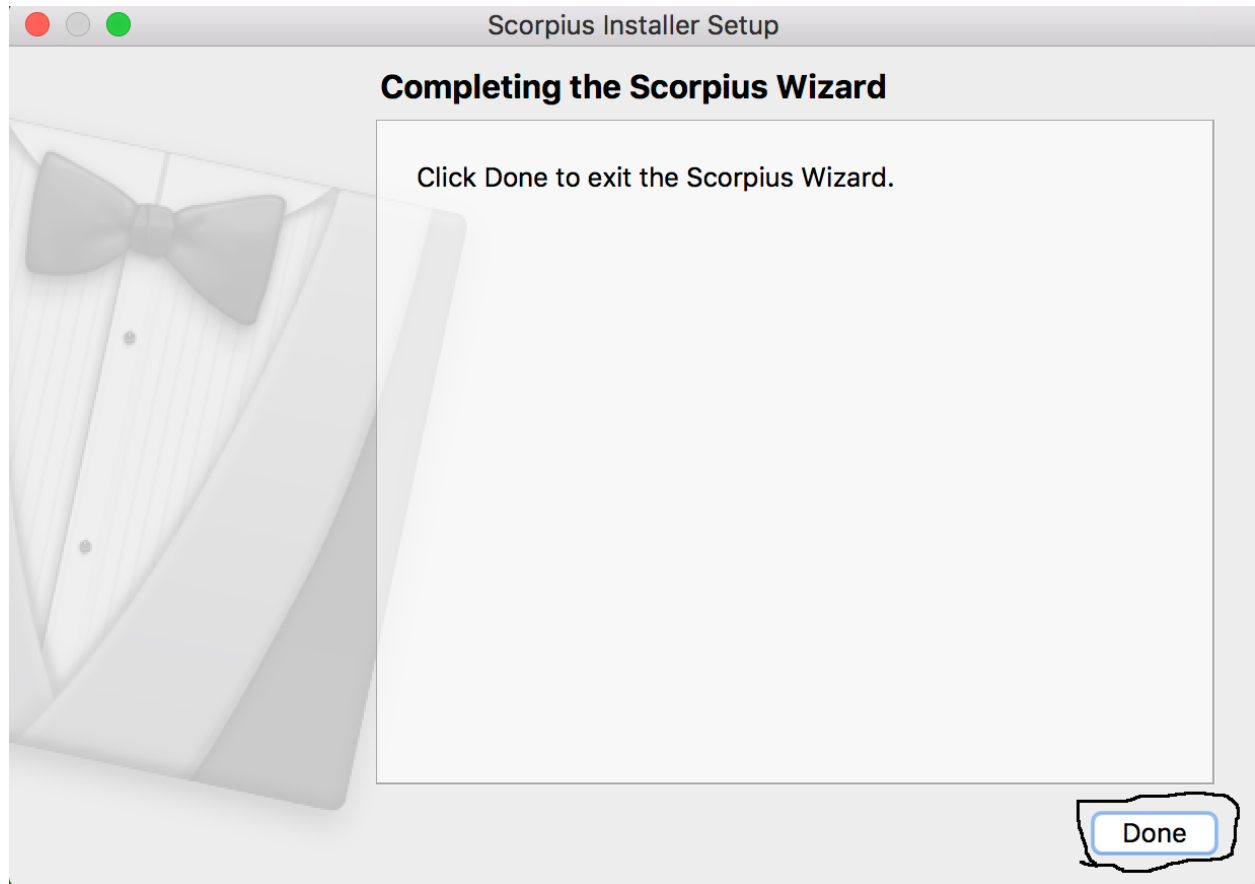 Scorpius Installer Setup
Completing the Scorpius Wizard
Click Done to exit the Scorpius Wizard.
Done